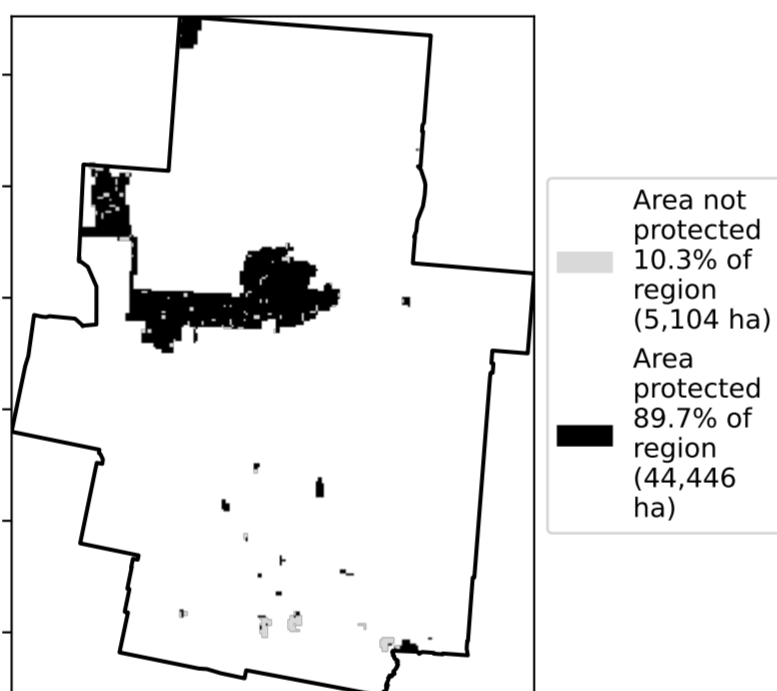 Area not
protected
10.3% of
region
(5,104 ha)
Area
protected
89.7% of
region
(44,446
ha)